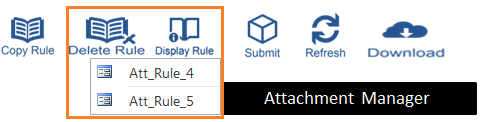 Copy Rule Delete Rule Display Rule Submit Refresh Download
Att_Rule_4
Att_Rule_5
Attachment Manager